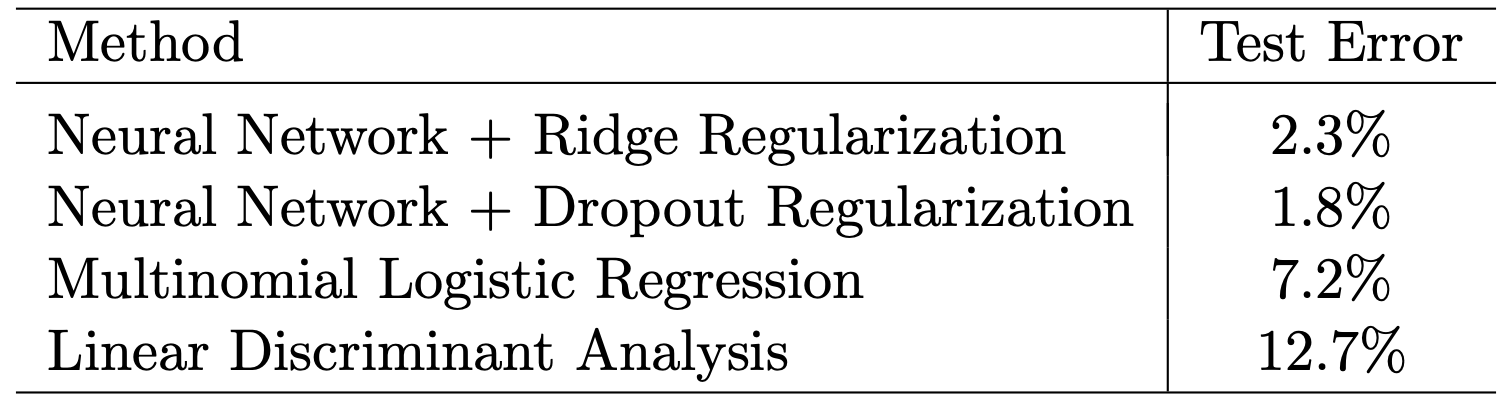 Method Test Error
Neural Network + Ridge Regularization 2.3%
Neural Network + Dropout Regularization 1.8%
Multinomial Logistic Regression 7.2%
Linear Discriminant Analysis 12.7%